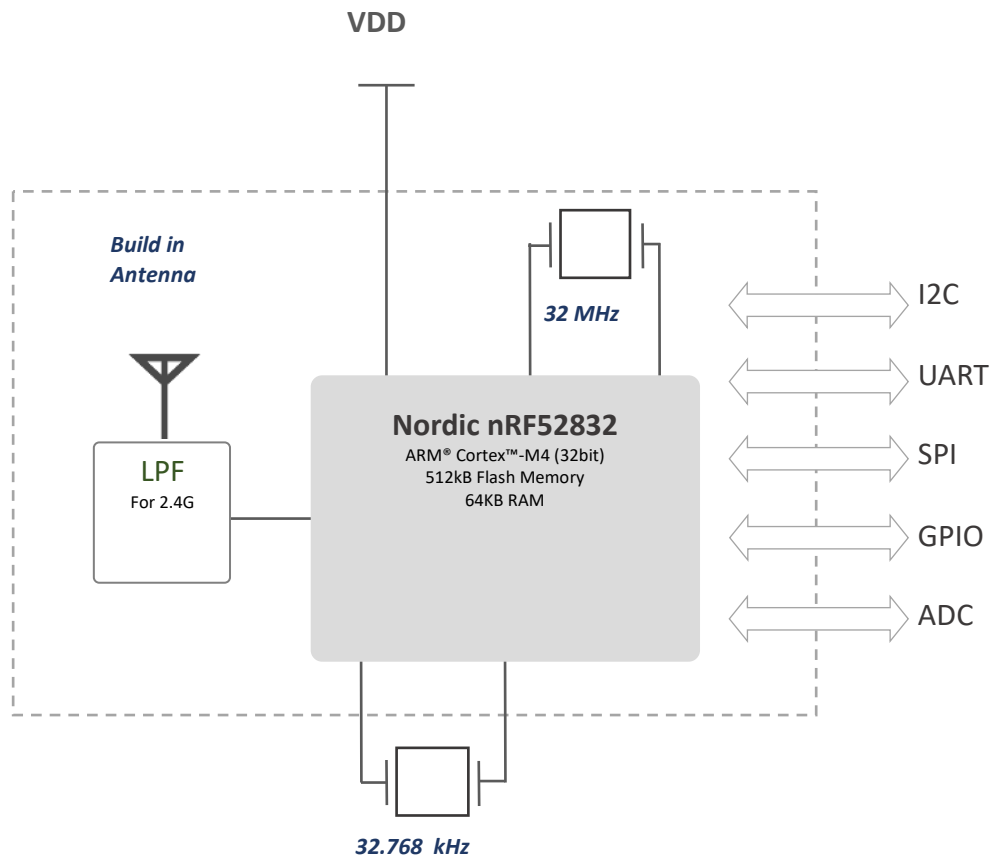 VDD
Build in
Antenna
32 MHz
I2C
UART
SPI
GPIO
ADC
Nordic nRF52832
ARM® Cortex™-M4 (32bit)
512kB Flash Memory
64KB RAM
LPF
For 2.4G
32.768 kHz